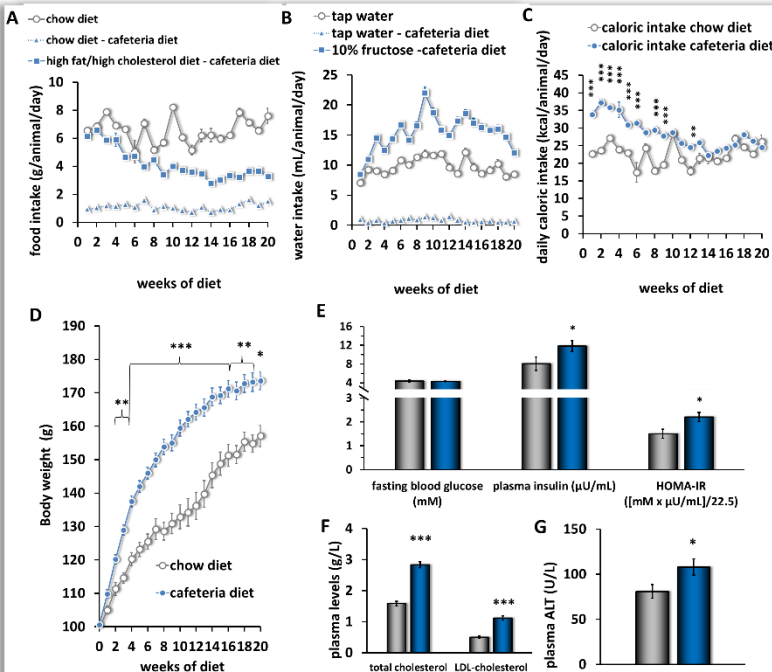 A
chow diet
chow diet - cafeteria diet
high fat/high cholesterol diet - cafeteria diet
food intake (g/animal/day)
10
8
6
4
2
0
0 2 4 6 8 10 12 14 16 18 20
weeks of diet
B
tap water
tap water - cafeteria diet
10% fructose -cafeteria diet
water intake (mL/animal/day)
25
20
15
10
5
0
0 2 4 6 8 10 12 14 16 18 20
weeks of diet
C
caloric intake chow diet
caloric intake cafeteria diet
daily caloric intake (kcal/animal/day)
45
40
35
30
25
20
15
10
5
0
*** *** *** *** *** *** *** *** **
0 2 4 6 8 10 12 14 16 18 20
weeks of diet
D
Body weight (g)
190
180
170
160
150
140
130
120
110
100
**
***
**
*
chow diet
cafeteria diet
0 2 4 6 8 10 12 14 16 18 20
weeks of diet
E
16
12
8
4
3
2
1
0
*
*
fasting blood glucose
(mM)
plasma insulin (μU/mL)
HOMA-IR
([mM x μU/mL]/22.5)
F
plasma levels (g/L)
4
3
2
1
0
***
***
total cholesterol
LDL-cholesterol
G
plasma ALT (U/L)
150
100
50
0
*